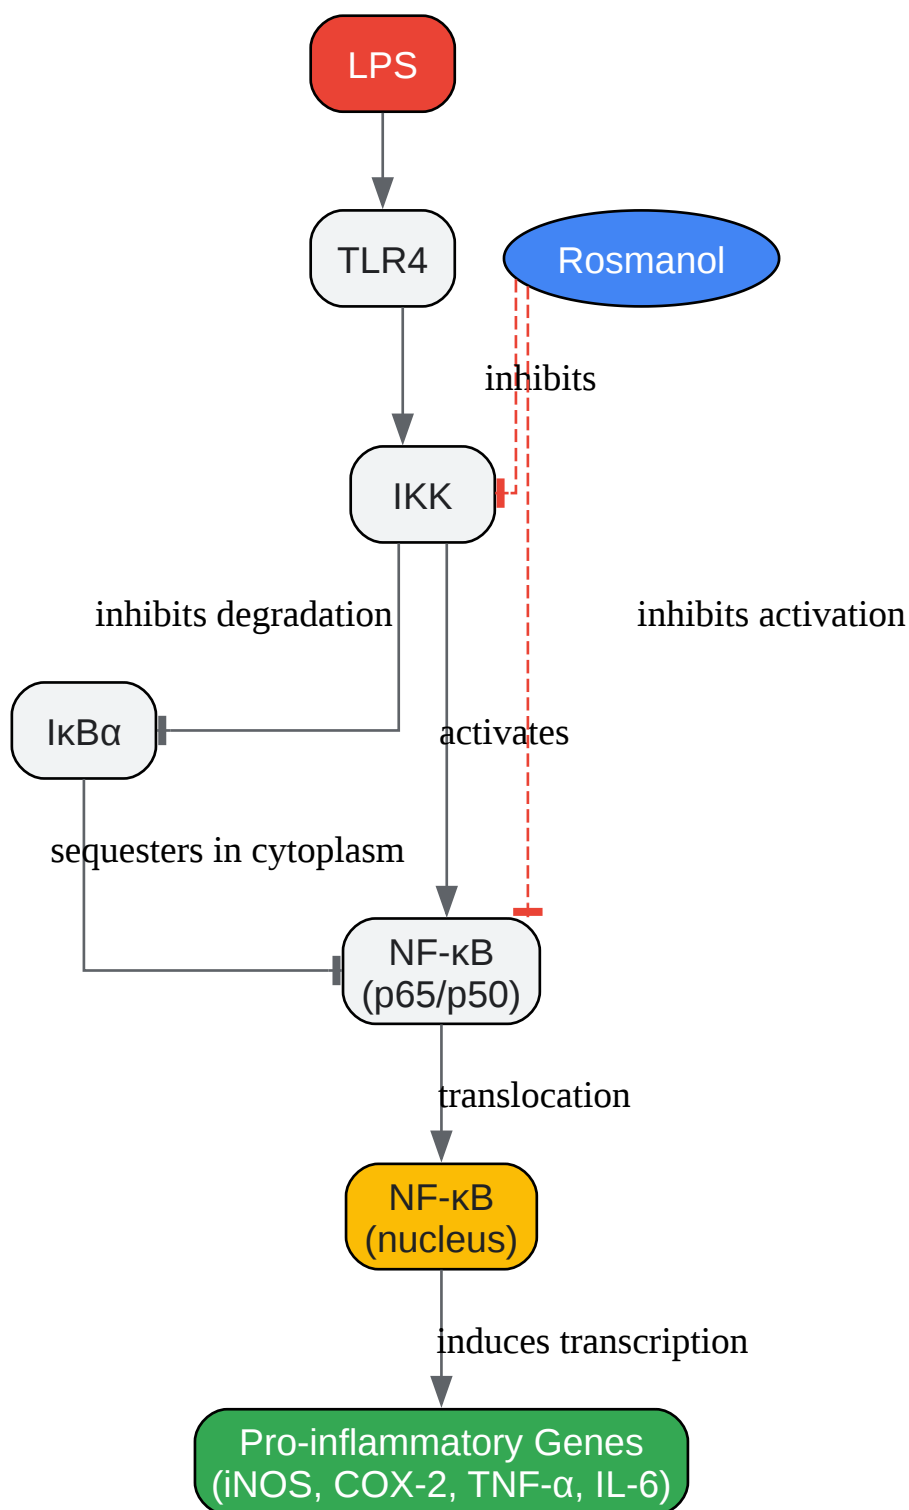 LPS
TLR4
Rosmanol
inhibits
IKK
inhibits degradation
inhibits activation
IκBα
activates
sequesters in cytoplasm
NF-κB
(p65/p50)
translocation
NF-κB
(nucleus)
induces transcription
Pro-inflammatory Genes
(iNOS, COX-2, TNF-α, IL-6)